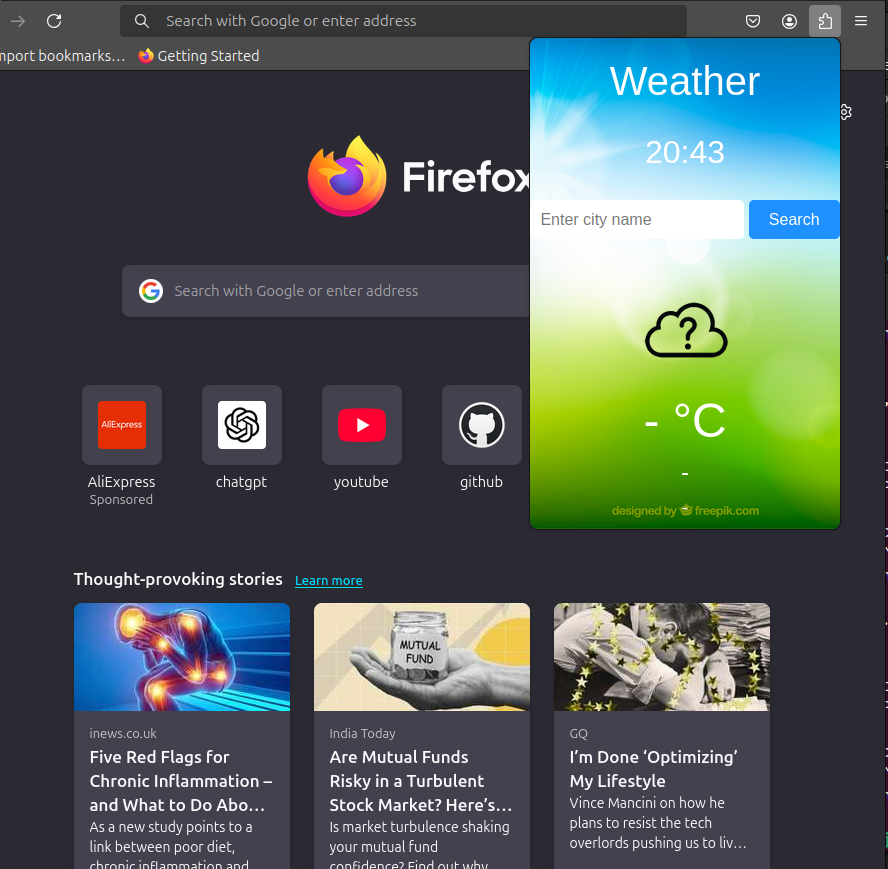 Search with Google or enter address
mport bookmarks…
Getting Started
Weather
20:43
Enter city name
Search
?
- °C
-
-
designed by freepik.com
Firefox
Search with Google or enter address
AliExpress
AliExpress
Sponsored
chatgpt
youtube
github
Thought-provoking stories Learn more
MUTUAL
FUND
inews.co.uk
Five Red Flags for
Chronic Inflammation –
and What to Do Abo…
As a new study points to a
link between poor diet,
chronic inflammation and
India Today
Are Mutual Funds
Risky in a Turbulent
Stock Market? Here’s…
Is market turbulence shaking
your mutual fund
confidence? Find out why
GQ
I’m Done ‘Optimizing’
My Lifestyle
Vince Mancini on how he
plans to resist the tech
overlords pushing us to liv…